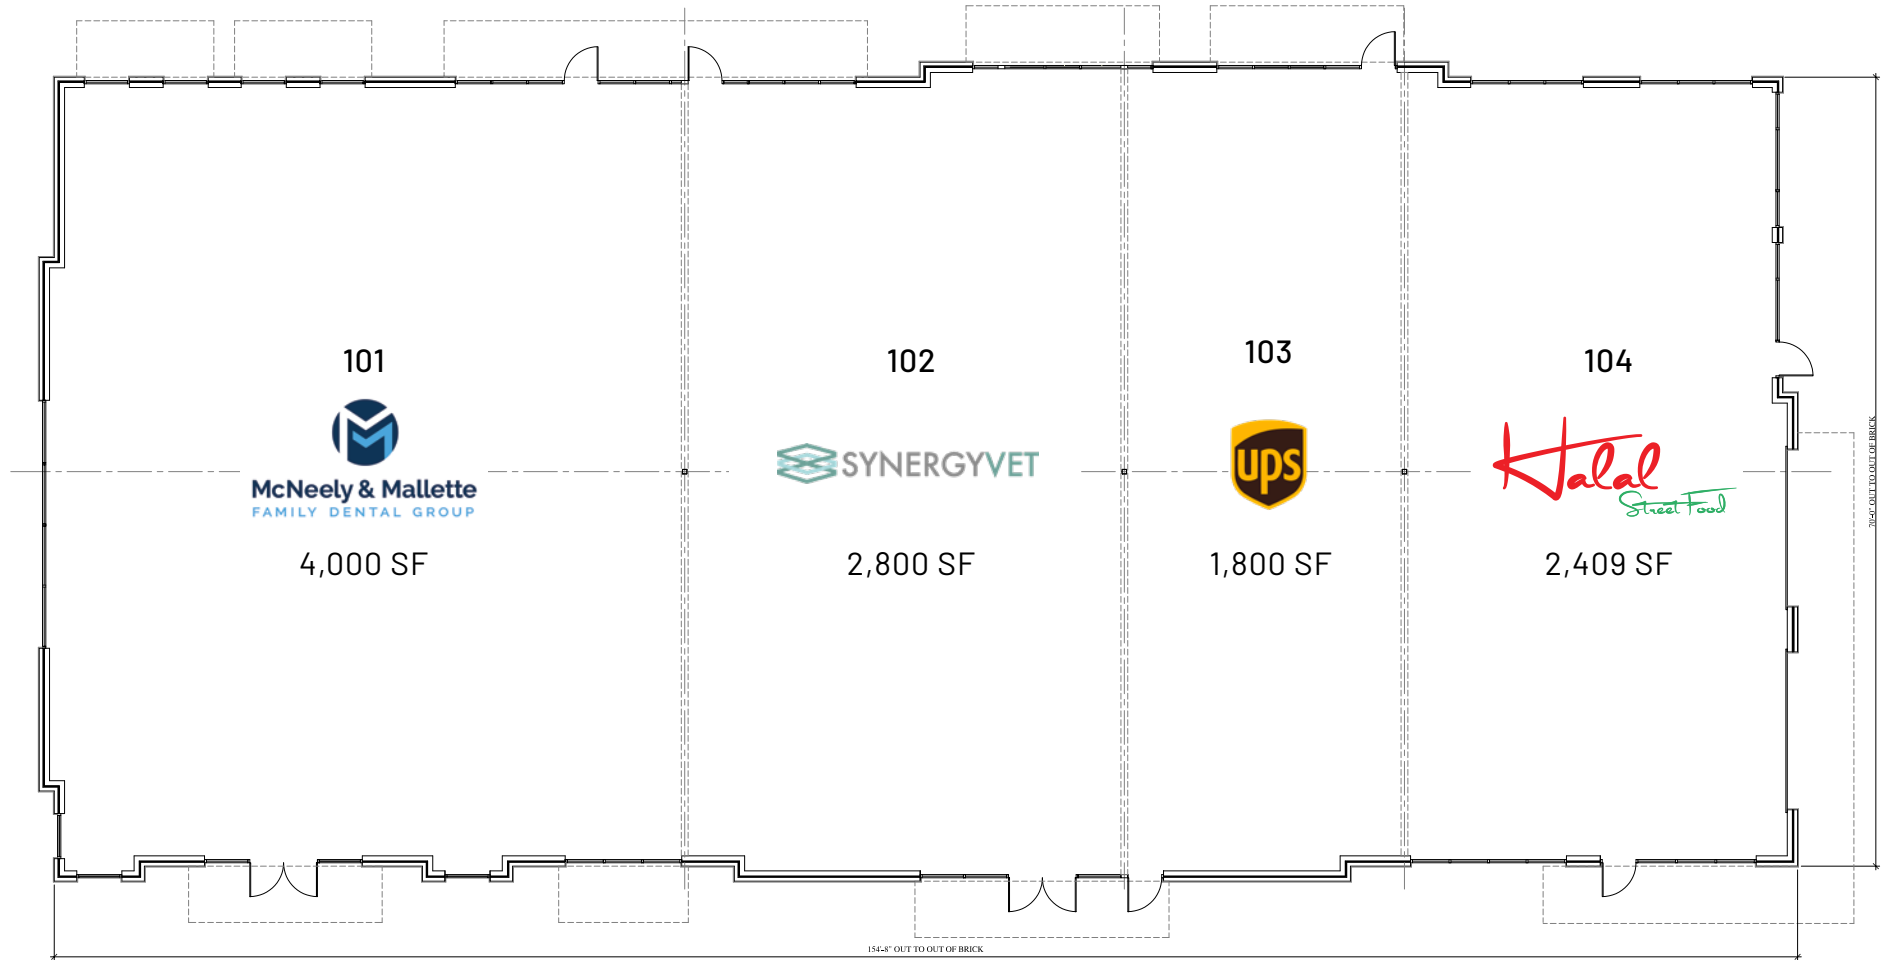 101
McNeely & Mallette
FAMILY DENTAL GROUP
4,000 SF
102
SYNERGYVET
2,800 SF
103
ups
1,800 SF
104
Halal
Street Food
2,409 SF
70'-0" OUT TO OUT OF BRICK
154'-8" OUT TO OUT OF BRICK